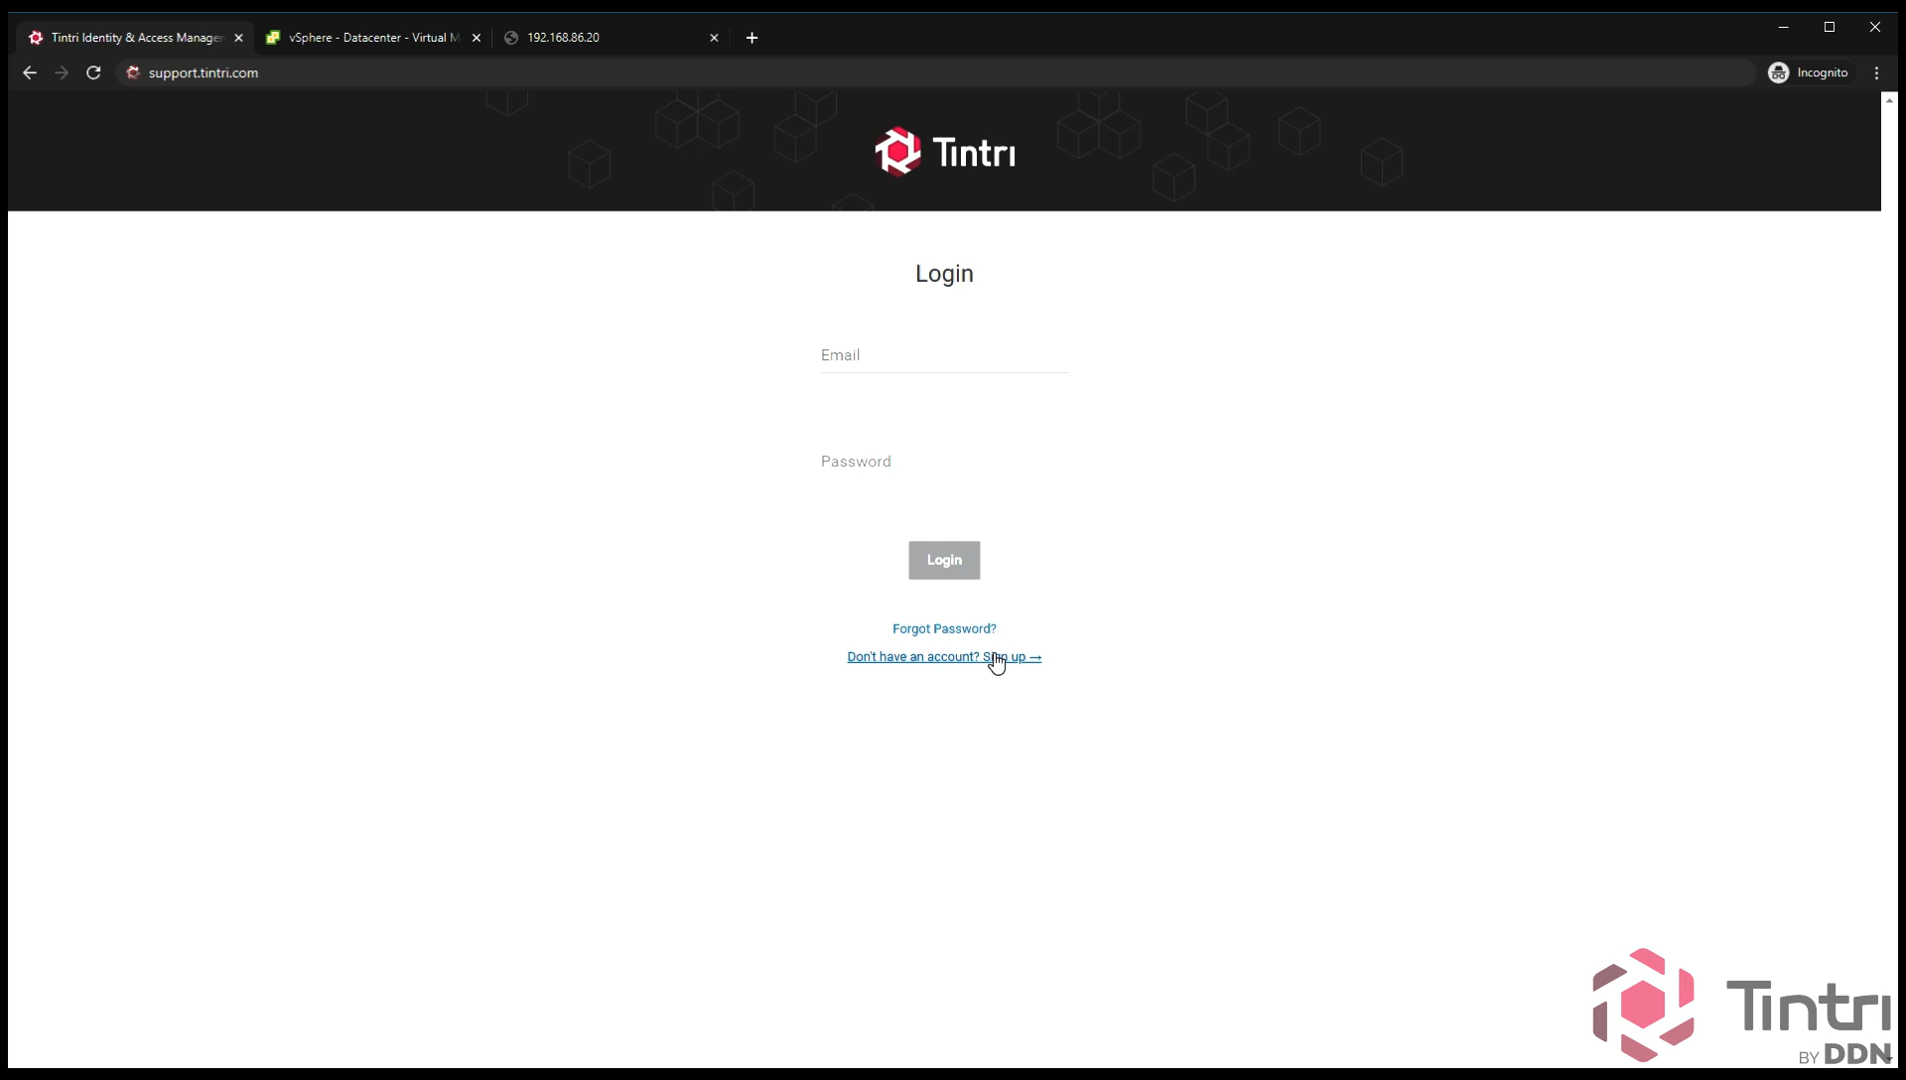 Tintri Identity & Access Manager
vSphere - Datacenter - Virtual M
192.168.86.20
support.tintri.com
Incognito
Tintri
Login
Email
Password
Login
Forgot Password?
Don't have an account? Sign up →
Tintri
BY DDN